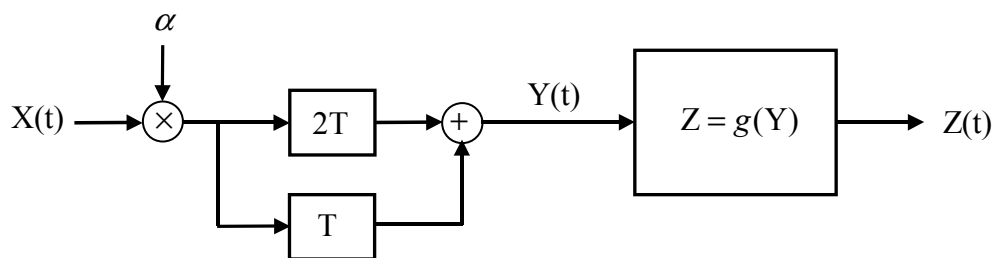 α
X(t)
×
2T
+
Y(t)
Z = g(Y)
Z(t)
T